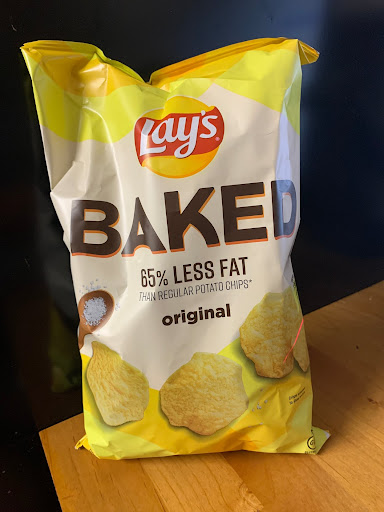 Lay's
BAKED
65% LESS FAT
THAN REGULAR POTATO CHIPS*
original